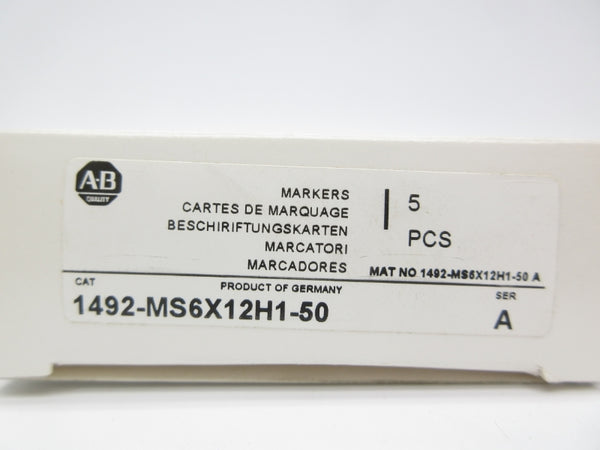 A-B
QUALITY
MARKERS
CARTES DE MARQUAGE
BESCHIRIFTUNGSKARTEN
MARCATORI
MARCADORES
5
PCS
MAT NO 1492-MS6X12H1-50 A
PRODUCT OF GERMANY
CAT
1492-MS6X12H1-50
SER
A